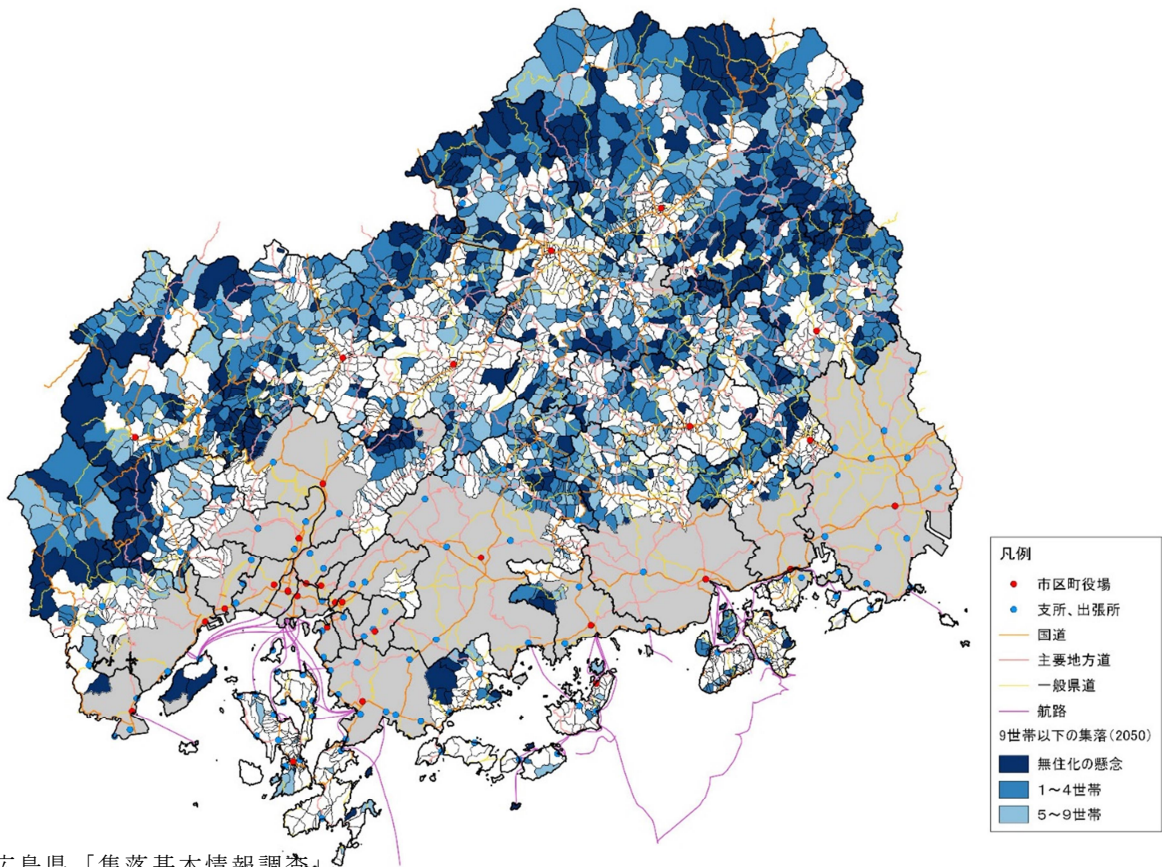 凡例
市区町役場
支所、出張所
国道
主要地方道
一般県道
航路
9世帯以下の集落(2050)
無住化の懸念
1~4世帯
5~9世帯
広島県「集落基本情報調査」